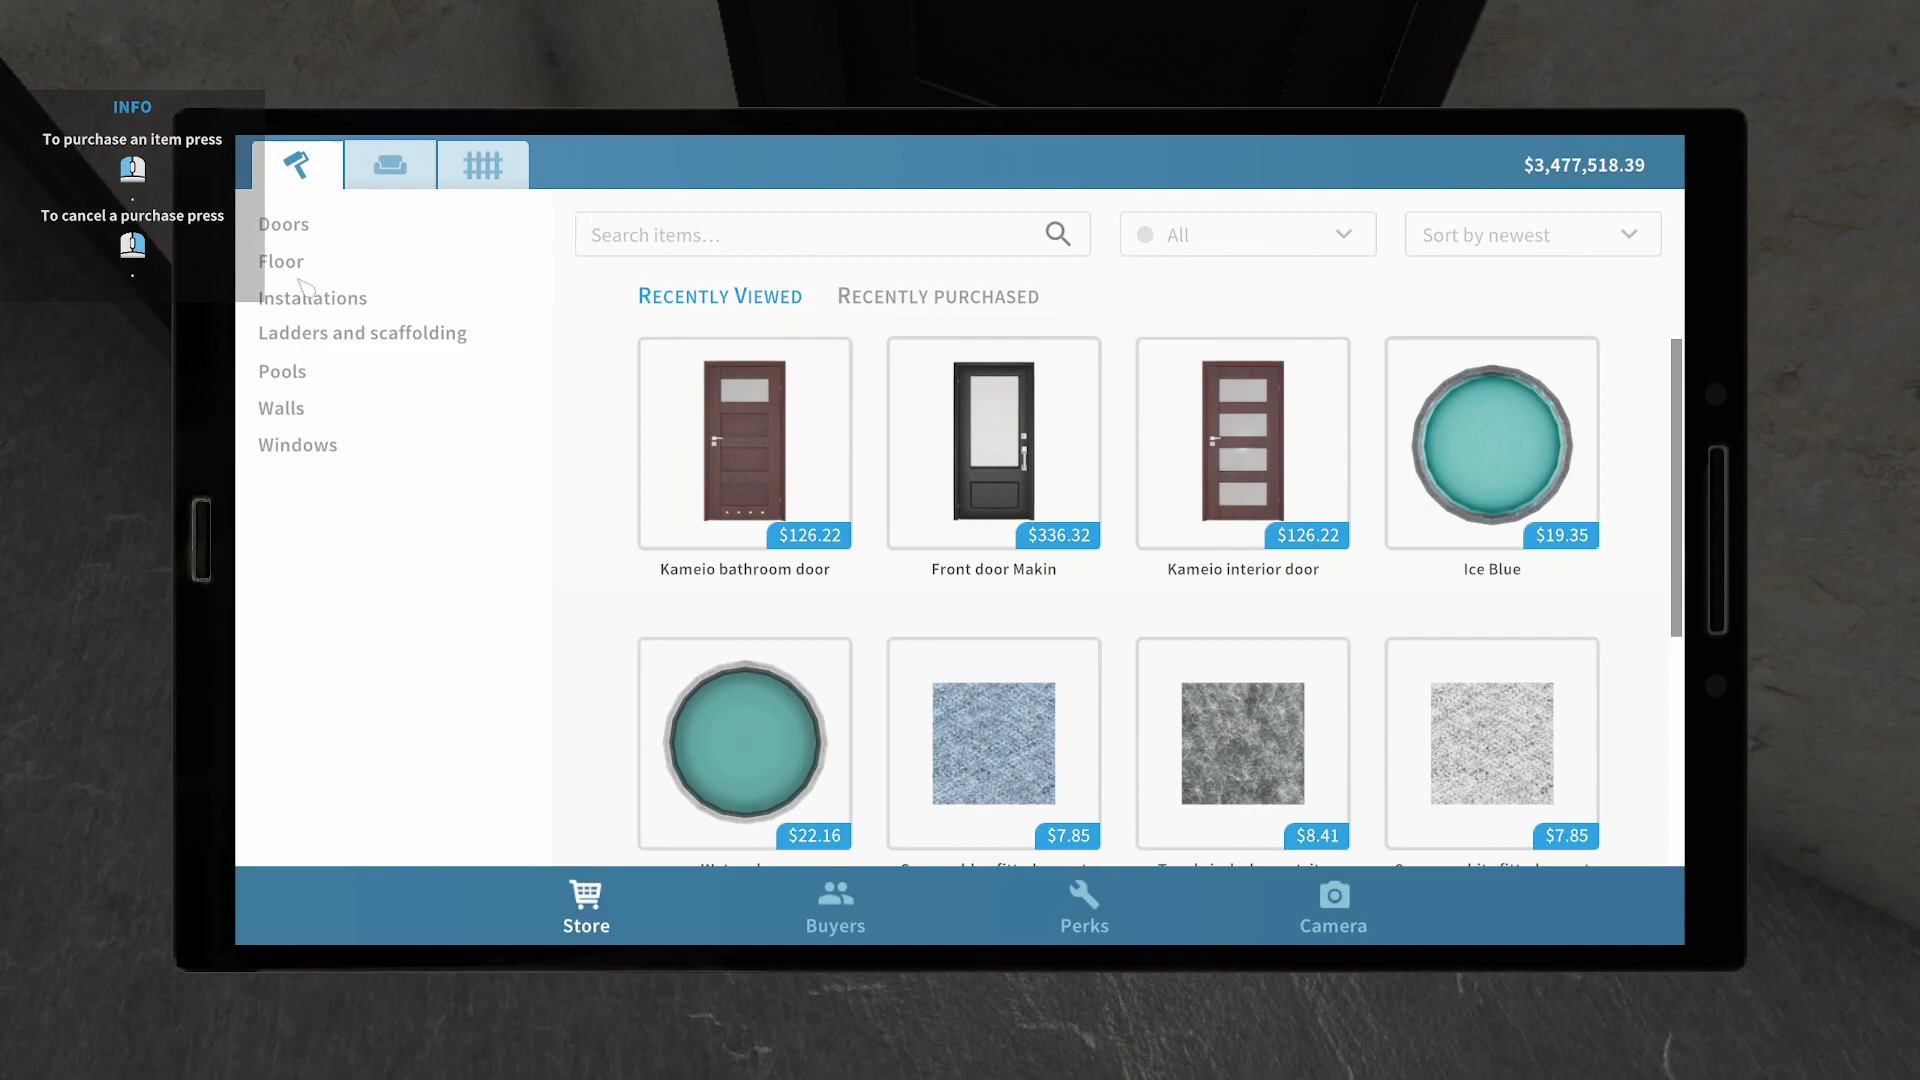 INFO
To purchase an item press
.
To cancel a purchase press
.
$3,477,518.39
Doors
Floor
Installations
Ladders and scaffolding
Pools
Walls
Windows
Search items...
All
Sort by newest
RECENTLY VIEWED
RECENTLY PURCHASED
$126.22
$336.32
$126.22
$19.35
Kameio bathroom door
Front door Makin
Kameio interior door
Ice Blue
$22.16
$7.85
$8.41
$7.85
Store
Buyers
Perks
Camera